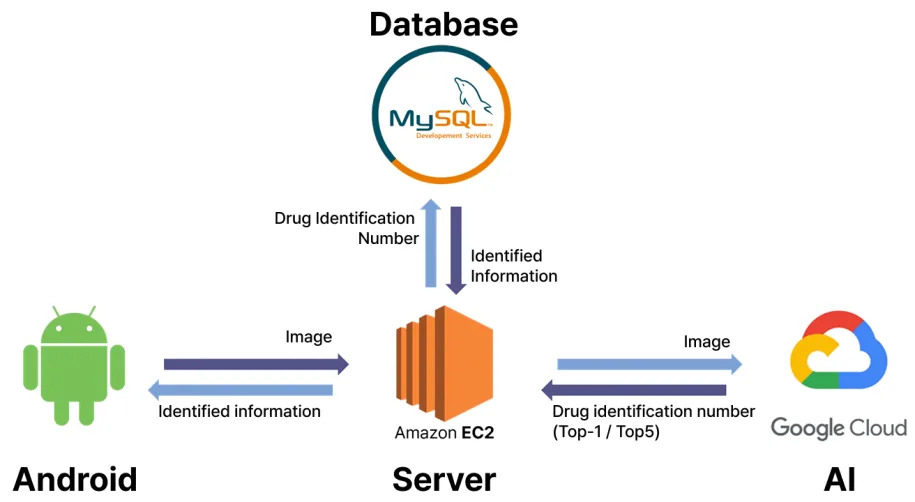 Database
MySQL
Developement Services
Drug Identification
Number
Identified
Information
Image
Identified information
Amazon EC2
Image
Drug identification number
(Top-1 / Top5)
Google Cloud
Android
Server
AI